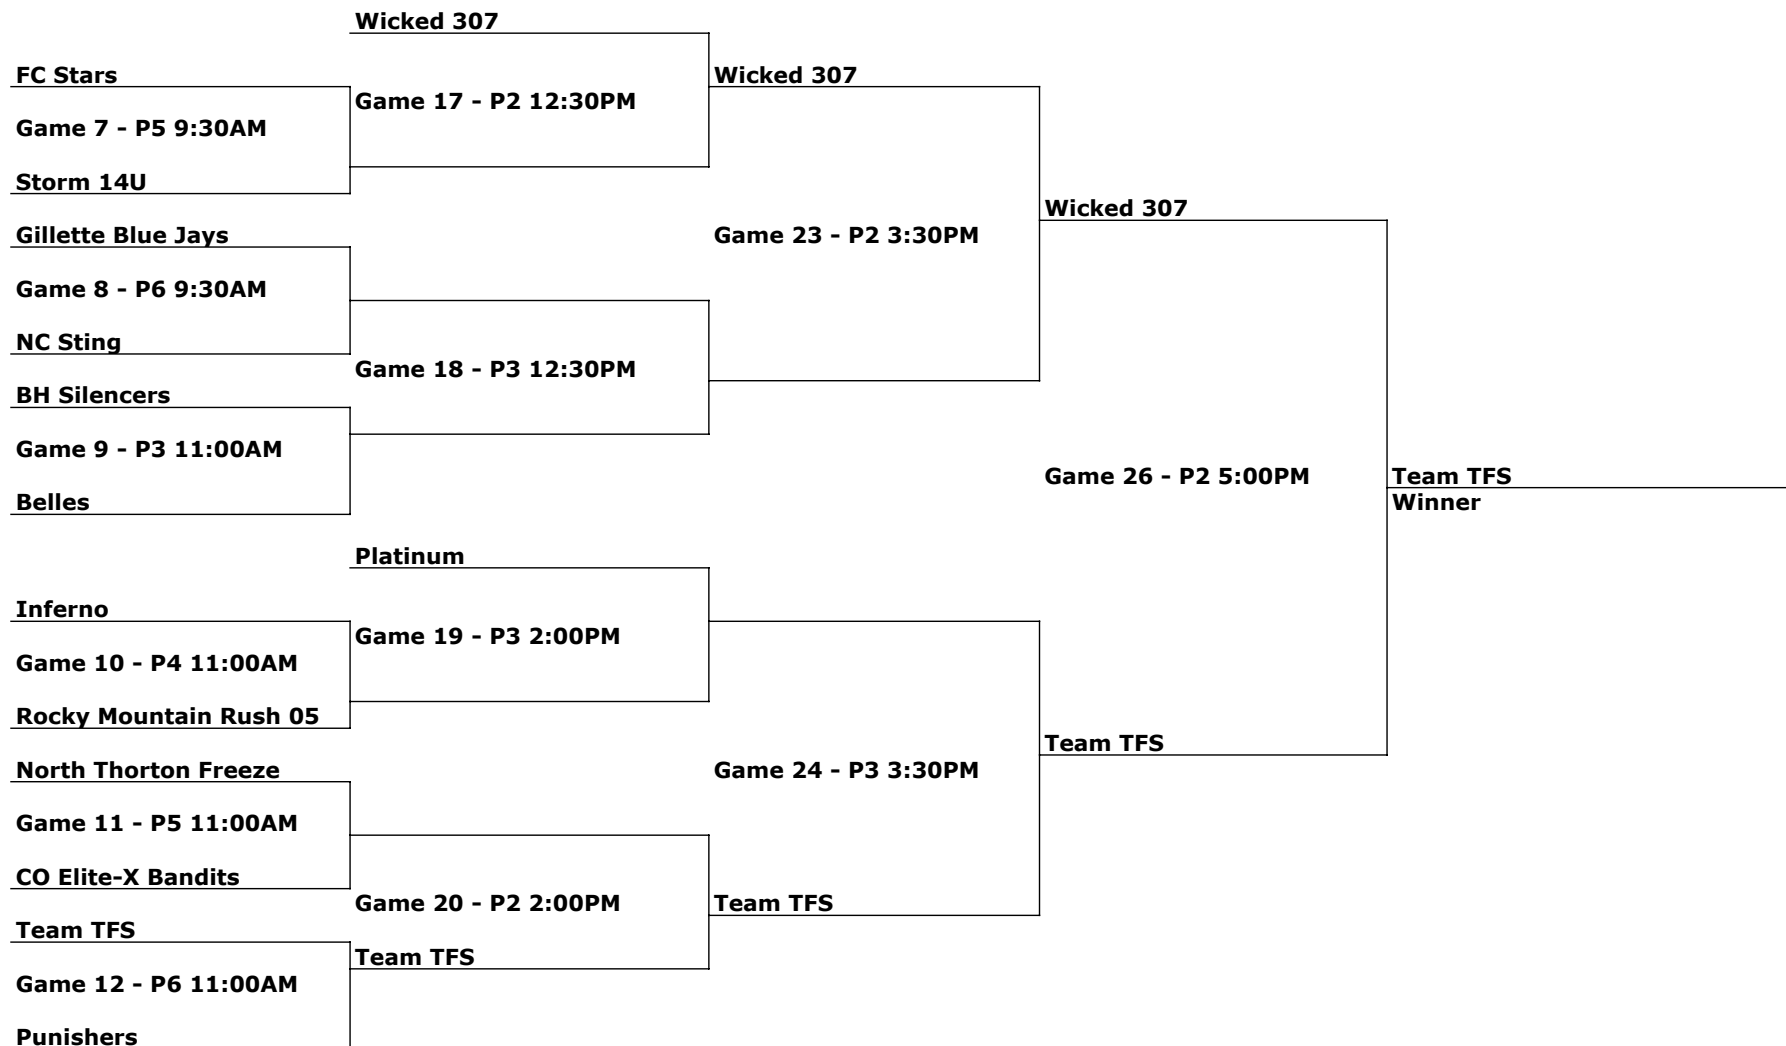 Wicked 307
FC Stars
Wicked 307
Game 17 - P2 12:30PM
Game 7 - P5 9:30AM
Storm 14U
Wicked 307
Gillette Blue Jays
Game 23 - P2 3:30PM
Game 8 - P6 9:30AM
NC Sting
Game 18 - P3 12:30PM
BH Silencers
Game 9 - P3 11:00AM
Game 26 - P2 5:00PM
Team TFS
Belles
Winner
Platinum
Inferno
Game 19 - P3 2:00PM
Game 10 - P4 11:00AM
Rocky Mountain Rush 05
Team TFS
North Thorton Freeze
Game 24 - P3 3:30PM
Game 11 - P5 11:00AM
CO Elite-X Bandits
Game 20 - P2 2:00PM
Team TFS
Team TFS
Team TFS
Game 12 - P6 11:00AM
Punishers